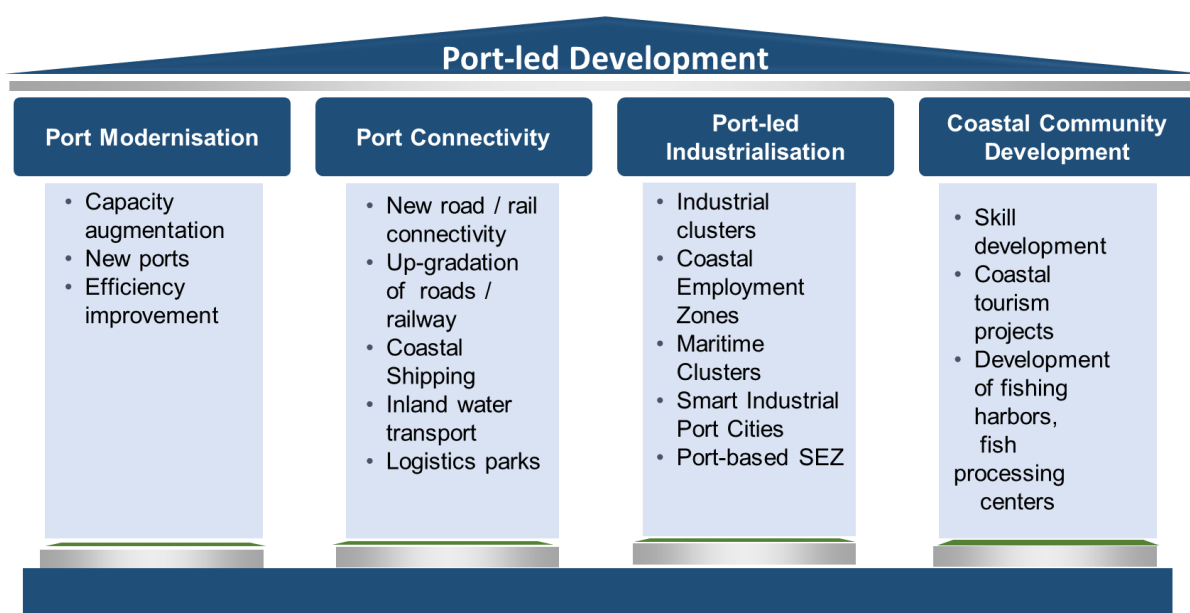 Port-led Development
Port Modernisation
• Capacity
augmentation
• New ports
• Efficiency
improvement
Port Connectivity
• New road / rail
connectivity
• Up-gradation
of roads /
railway
• Coastal
Shipping
• Inland water
transport
• Logistics parks
Port-led
Industrialisation
• Industrial
clusters
• Coastal
Employment
Zones
• Maritime
Clusters
• Smart Industrial
Port Cities
• Port-based SEZ
Coastal Community
Development
• Skill
development
• Coastal
tourism
projects
• Development
of fishing
harbors,
fish
processing
centers